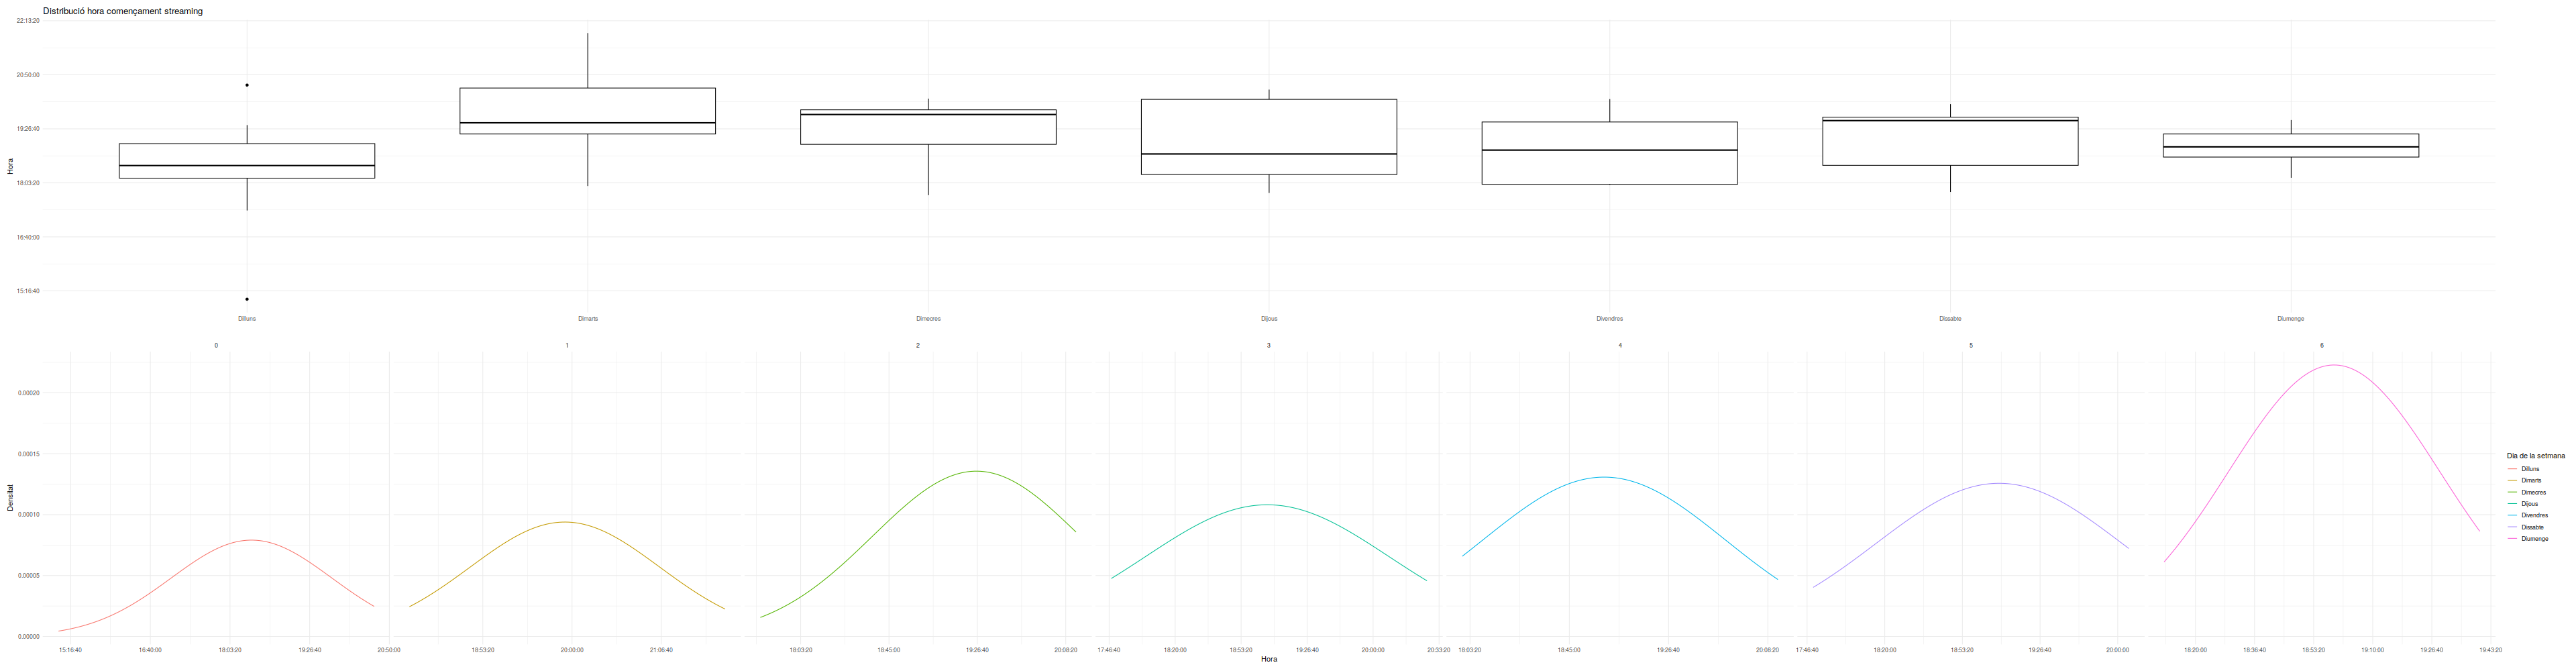 Distribució hora començament streaming
22:13:20
20:50:00
19:26:40
18:03:20
16:40:00
15:16:40
Hora
Dilluns Dimarts Dimecres Dijous Divendres Dissabte Diumenge
0 1 2 3 4 5 6
0.00020
0.00015
0.00010
0.00005
0.00000
Densitat
15:16:40 16:40:00 18:03:20 19:26:40 20:50:00 18:53:20 20:00:00 21:06:40 18:03:20 18:45:00 19:26:40 20:08:20 17:46:40 18:20:00 18:53:20 19:26:40 20:00:00 20:33:20 18:03:20 18:45:00 19:26:40 20:08:20 17:46:40 18:20:00 18:53:20 19:26:40 20:00:00 18:20:00 18:36:40 18:53:20 19:10:00 19:26:40 19:43:20
Hora
Dia de la setmana
Dilluns
Dimarts
Dimecres
Dijous
Divendres
Dissabte
Diumenge